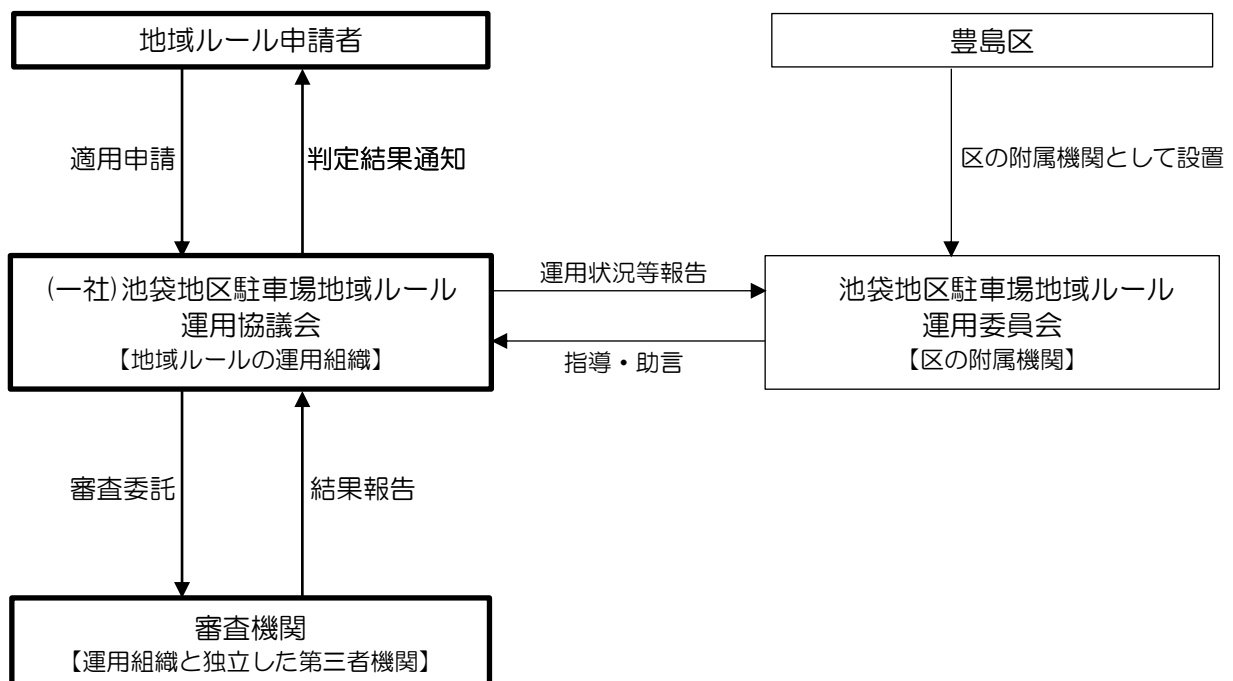 地域ルール申請者
豊島区
適用申請
判定結果通知
区の附属機関として設置
(一社)池袋地区駐車場地域ルール
運用協議会
【地域ルールの運用組織】
運用状況等報告
指導・助言
池袋地区駐車場地域ルール
運用委員会
【区の附属機関】
審査委託
結果報告
審査機関
【運用組織と独立した第三者機関】